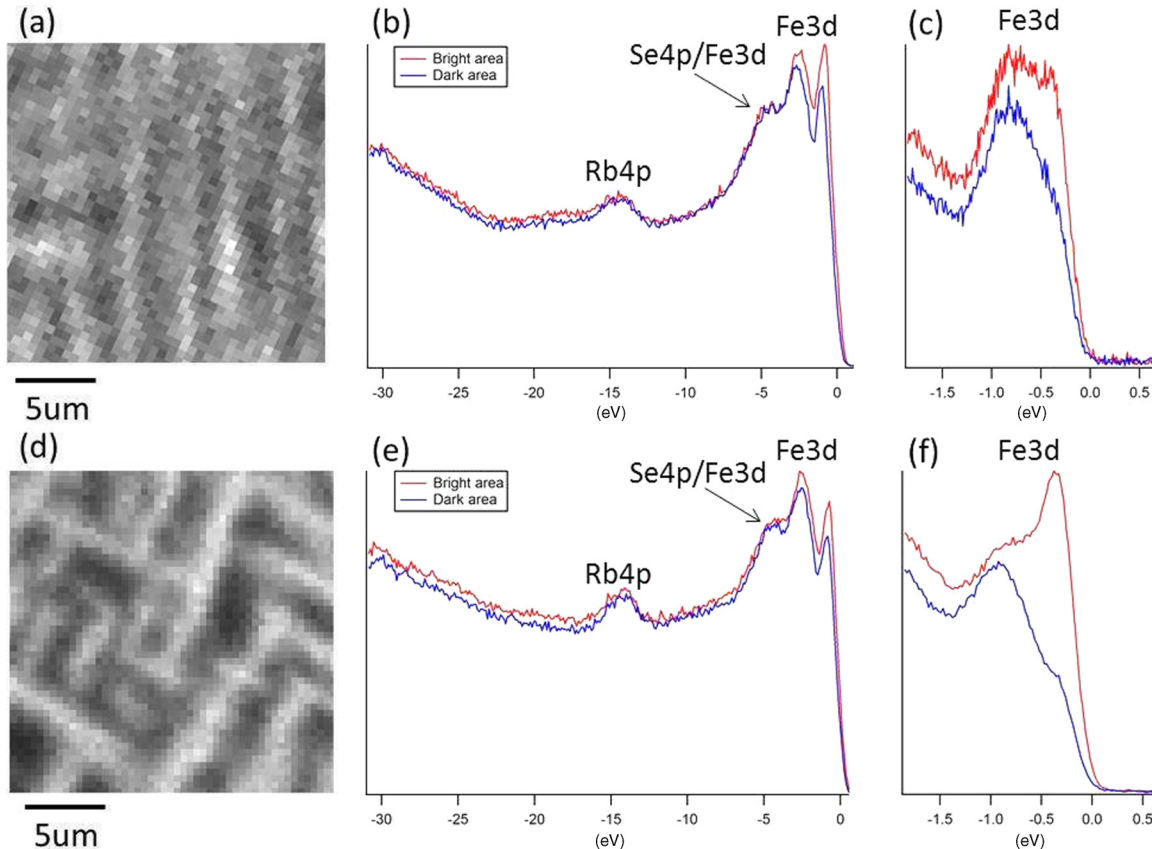 (a)
5um
(b)
Bright area
Dark area
Se4p/Fe3d
Fe3d
Rb4p
-30 -25 -20 -15 -10 -5 0
(eV)
(c)
Fe3d
-1.5 -1.0 -0.5 0.0 0.5
(eV)
(d)
5um
(e)
Bright area
Dark area
Se4p/Fe3d
Fe3d
Rb4p
-30 -25 -20 -15 -10 -5 0
(eV)
(f)
Fe3d
-1.5 -1.0 -0.5 0.0 0.5
(eV)